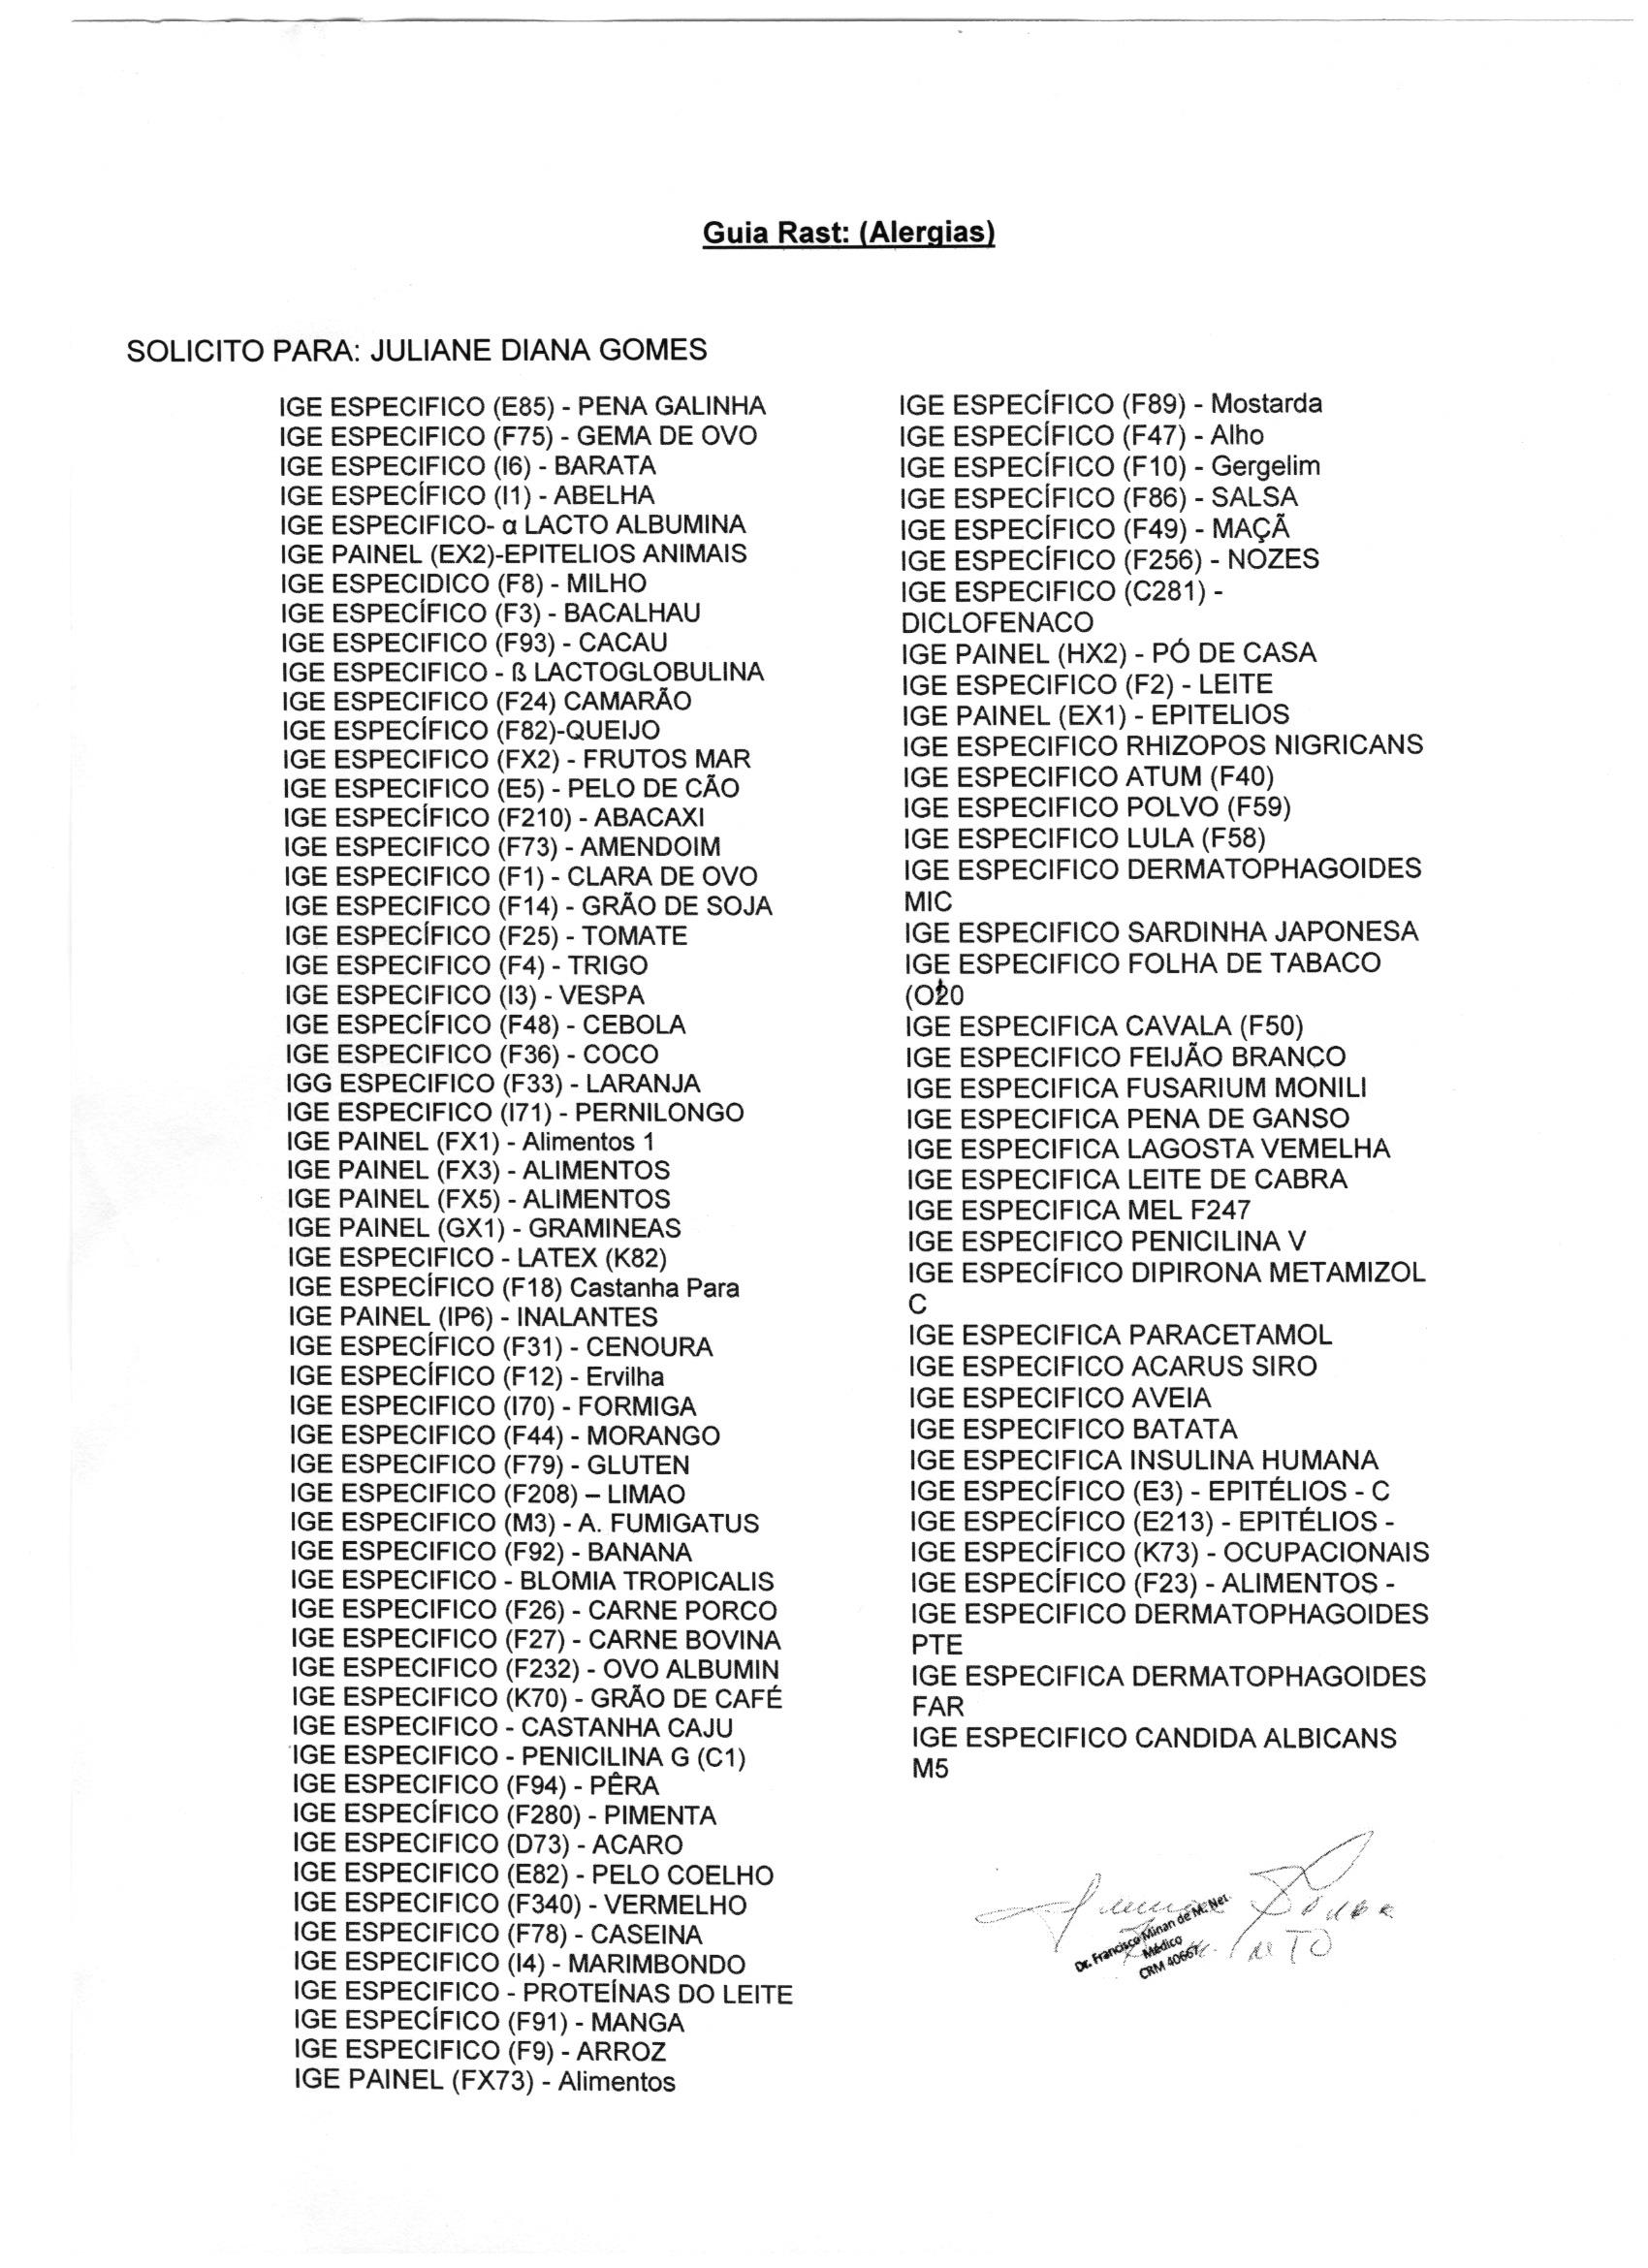 Guia Rast: (Alergias)
SOLICITO PARA: JULIANE DIANA GOMES
IGE ESPECIFICO (E85) - PENA GALINHA
IGE ESPECIFICO (F75) - GEMA DE OVO
IGE ESPECIFICO (I6) - BARATA
IGE ESPECÍFICO (I1) - ABELHA
IGE ESPECIFICO- α LACTO ALBUMINA
IGE PAINEL (EX2)-EPITELIOS ANIMAIS
IGE ESPECIDICO (F8) - MILHO
IGE ESPECÍFICO (F3) - BACALHAU
IGE ESPECIFICO (F93) - CACAU
IGE ESPECIFICO - ß LACTOGLOBULINA
IGE ESPECIFICO (F24) CAMARÃO
IGE ESPECÍFICO (F82)-QUEIJO
IGE ESPECIFICO (FX2) - FRUTOS MAR
IGE ESPECIFICO (E5) - PELO DE CÃO
IGE ESPECÍFICO (F210) - ABACAXI
IGE ESPECIFICO (F73) - AMENDOIM
IGE ESPECIFICO (F1) - CLARA DE OVO
IGE ESPECIFICO (F14) - GRÃO DE SOJA
IGE ESPECÍFICO (F25) - TOMATE
IGE ESPECIFICO (F4) - TRIGO
IGE ESPECIFICO (I3) - VESPA
IGE ESPECÍFICO (F48) - CEBOLA
IGE ESPECIFICO (F36) - COCO
IGG ESPECIFICO (F33) - LARANJA
IGE ESPECIFICO (I71) - PERNILONGO
IGE PAINEL (FX1) - Alimentos 1
IGE PAINEL (FX3) - ALIMENTOS
IGE PAINEL (FX5) - ALIMENTOS
IGE PAINEL (GX1) - GRAMINEAS
IGE ESPECIFICO - LATEX (K82)
IGE ESPECÍFICO (F18) Castanha Para
IGE PAINEL (IP6) - INALANTES
IGE ESPECÍFICO (F31) - CENOURA
IGE ESPECÍFICO (F12) - Ervilha
IGE ESPECIFICO (I70) - FORMIGA
IGE ESPECIFICO (F44) - MORANGO
IGE ESPECIFICO (F79) - GLUTEN
IGE ESPECIFICO (F208) – LIMAO
IGE ESPECIFICO (M3) - A. FUMIGATUS
IGE ESPECIFICO (F92) - BANANA
IGE ESPECIFICO - BLOMIA TROPICALIS
IGE ESPECIFICO (F26) - CARNE PORCO
IGE ESPECIFICO (F27) - CARNE BOVINA
IGE ESPECIFICO (F232) - OVO ALBUMIN
IGE ESPECIFICO (K70) - GRÃO DE CAFÉ
IGE ESPECIFICO - CASTANHA CAJU
IGE ESPECIFICO - PENICILINA G (C1)
IGE ESPECIFICO (F94) - PÊRA
IGE ESPECÍFICO (F280) - PIMENTA
IGE ESPECIFICO (D73) - ACARO
IGE ESPECIFICO (E82) - PELO COELHO
IGE ESPECIFICO (F340) - VERMELHO
IGE ESPECIFICO (F78) - CASEINA
IGE ESPECIFICO (I4) - MARIMBONDO
IGE ESPECIFICO - PROTEÍNAS DO LEITE
IGE ESPECÍFICO (F91) - MANGA
IGE ESPECIFICO (F9) - ARROZ
IGE PAINEL (FX73) - Alimentos
IGE ESPECÍFICO (F89) - Mostarda
IGE ESPECÍFICO (F47) - Alho
IGE ESPECÍFICO (F10) - Gergelim
IGE ESPECÍFICO (F86) - SALSA
IGE ESPECÍFICO (F49) - MAÇÃ
IGE ESPECÍFICO (F256) - NOZES
IGE ESPECIFICO (C281) -
DICLOFENACO
IGE PAINEL (HX2) - PÓ DE CASA
IGE ESPECIFICO (F2) - LEITE
IGE PAINEL (EX1) - EPITELIOS
IGE ESPECIFICO RHIZOPOS NIGRICANS
IGE ESPECIFICO ATUM (F40)
IGE ESPECIFICO POLVO (F59)
IGE ESPECIFICO LULA (F58)
IGE ESPECIFICO DERMATOPHAGOIDES
MIC
IGE ESPECIFICO SARDINHA JAPONESA
IGE ESPECIFICO FOLHA DE TABACO
IGE ESPECIFICA CAVALA (F50)
IGE ESPECIFICO FEIJÃO BRANCO
IGE ESPECIFICA FUSARIUM MONILI
IGE ESPECIFICA PENA DE GANSO
IGE ESPECIFICA LAGOSTA VEMELHA
IGE ESPECIFICA LEITE DE CABRA
IGE ESPECIFICA MEL F247
IGE ESPECIFICO PENICILINA V
IGE ESPECÍFICO DIPIRONA METAMIZOL
C
IGE ESPECIFICA PARACETAMOL
IGE ESPECIFICO ACARUS SIRO
IGE ESPECIFICO AVEIA
IGE ESPECIFICO BATATA
IGE ESPECIFICA INSULINA HUMANA
IGE ESPECÍFICO (E3) - EPITÉLIOS - C
IGE ESPECÍFICO (E213) - EPITÉLIOS -
IGE ESPECÍFICO (K73) - OCUPACIONAIS
IGE ESPECÍFICO (F23) - ALIMENTOS -
IGE ESPECIFICO DERMATOPHAGOIDES
PTE
IGE ESPECIFICA DERMATOPHAGOIDES
FAR
IGE ESPECIFICO CANDIDA ALBICANS
M5
Dr. Francisco Minan de M. Net
Médico
CRM 40667